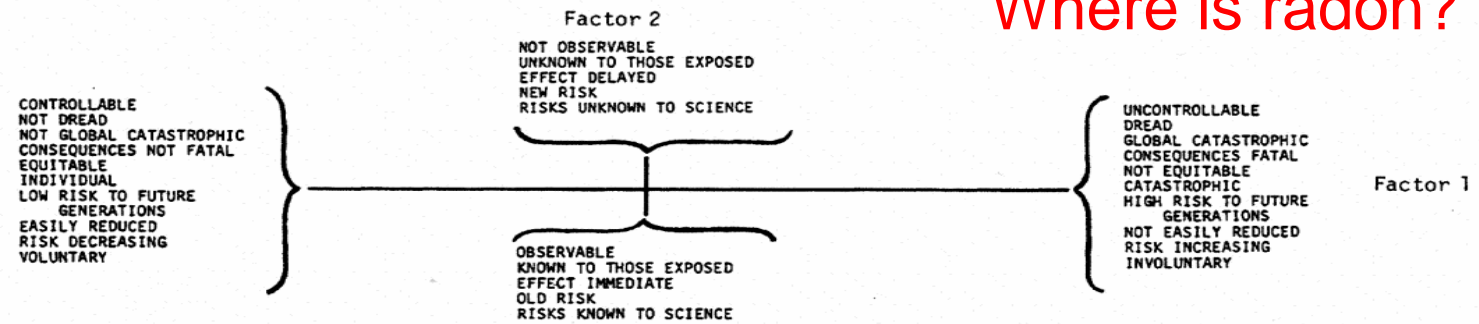 Where is radon?
Factor 2
NOT OBSERVABLE
UNKNOWN TO THOSE EXPOSED
EFFECT DELAYED
NEW RISK
RISKS UNKNOWN TO SCIENCE
CONTROLLABLE
NOT DREAD
NOT GLOBAL CATASTROPHIC
CONSEQUENCES NOT FATAL
EQUITABLE
INDIVIDUAL
LOW RISK TO FUTURE
GENERATIONS
EASILY REDUCED
RISK DECREASING
VOLUNTARY
UNCONTROLLABLE
DREAD
GLOBAL CATASTROPHIC
CONSEQUENCES FATAL
NOT EQUITABLE
CATASTROPHIC
HIGH RISK TO FUTURE
GENERATIONS
NOT EASILY REDUCED
RISK INCREASING
INVOLUNTARY
Factor 1
OBSERVABLE
KNOWN TO THOSE EXPOSED
EFFECT IMMEDIATE
OLD RISK
RISKS KNOWN TO SCIENCE